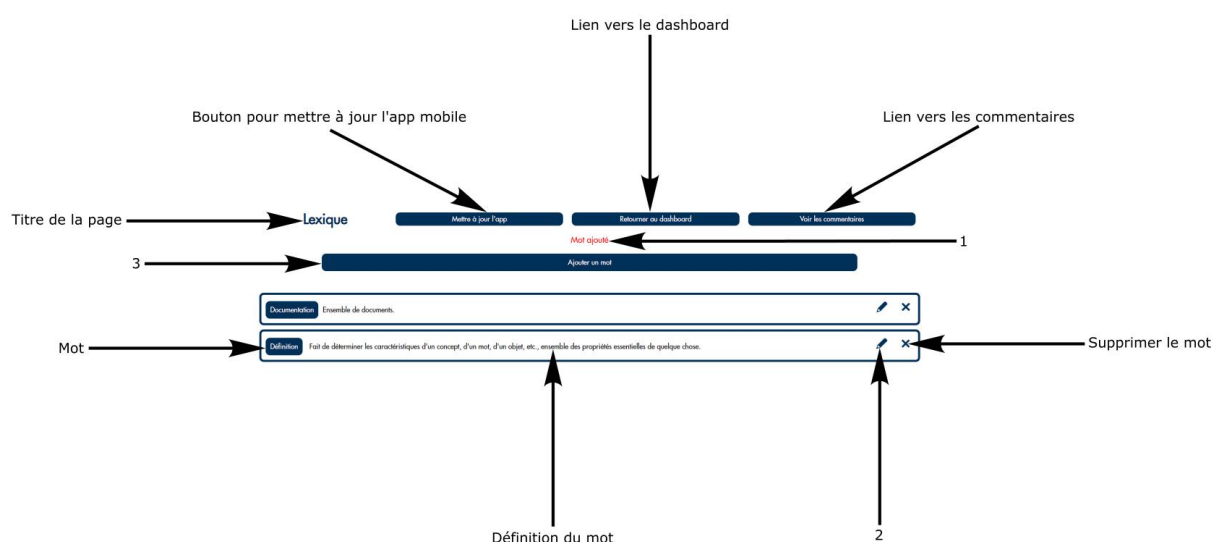 Lien vers le dashboard
Bouton pour mettre à jour l'app mobile
Lien vers les commentaires
Titre de la page
Lexique
Mettre à jour l'app
Retourner au dashboard
Voir les commentaires
Mot ajouté
1
3
Ajouter un mot
Documentation
Ensemble de documents.
Mot
Définition
Fait de déterminer les caractéristiques d'un concept, d'un mot, d'un objet, etc., ensemble des propriétés essentielles de quelque chose.
Supprimer le mot
Définition du mot
2